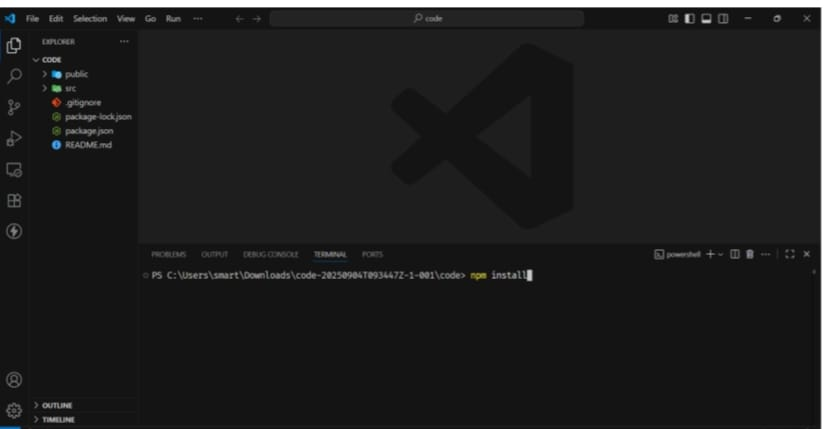 File Edit Selection View Go Run ··· code
EXPLORER ···
CODE
public
src
.gitignore
package-lock.json
package.json
README.md
PROBLEMS OUTPUT DEBUG CONSOLE TERMINAL PORTS powershell
PS C:\Users\smart\Downloads\code-20250904T093447Z-1-001\code> npm install
OUTLINE
TIMELINE